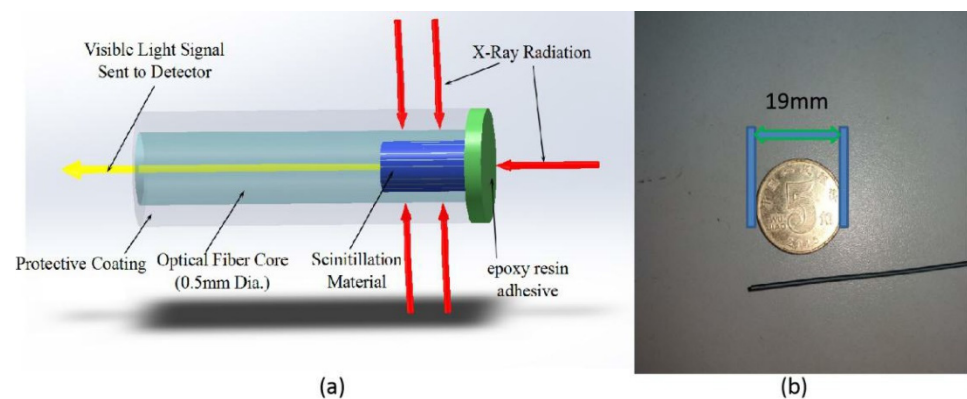 Visible Light Signal
Sent to Detector
X-Ray Radiation
Protective Coating
Optical Fiber Core
(0.5mm Dia.)
Scinitillation
Material
epoxy resin
adhesive
(a)
19mm
5
角
(b)